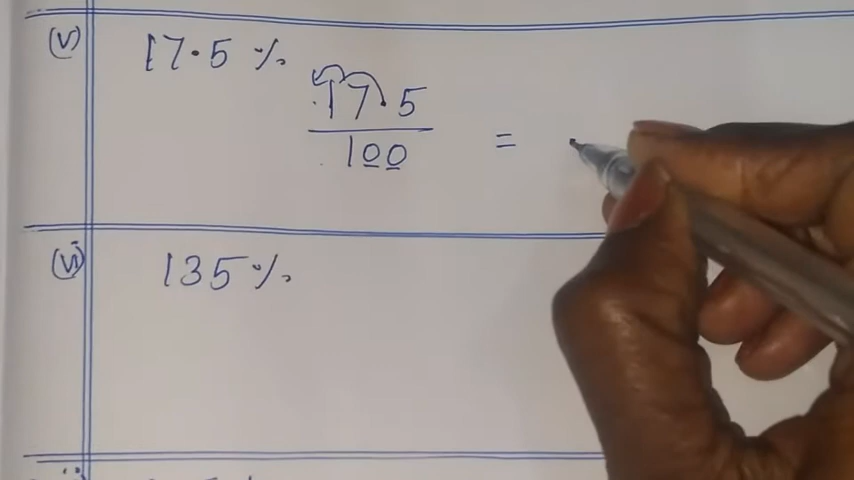 (v) 17.5 %
17.5
100 =
(vi) 135 %